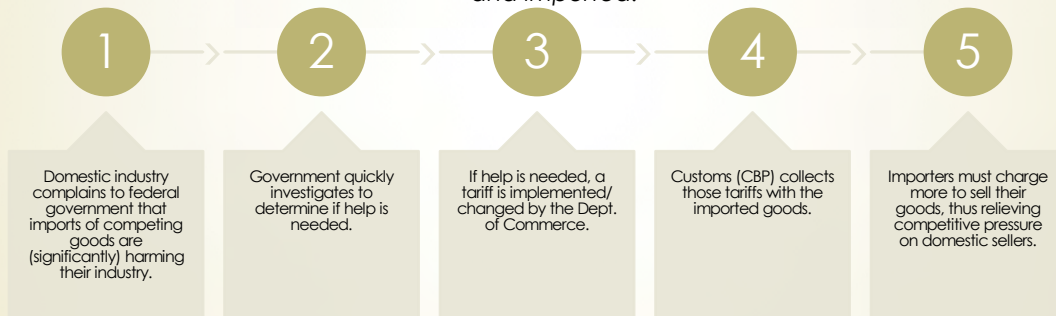 and imported.
1
2
3
4
5
Domestic industry
complains to federal
government that
imports of competing
goods are
(significantly) harming
their industry.
Government quickly
investigates to
determine if help is
needed.
If help is needed, a
tariff is implemented/
changed by the Dept.
of Commerce.
Customs (CBP) collects
those tariffs with the
imported goods.
Importers must charge
more to sell their
goods, thus relieving
competitive pressure
on domestic sellers.